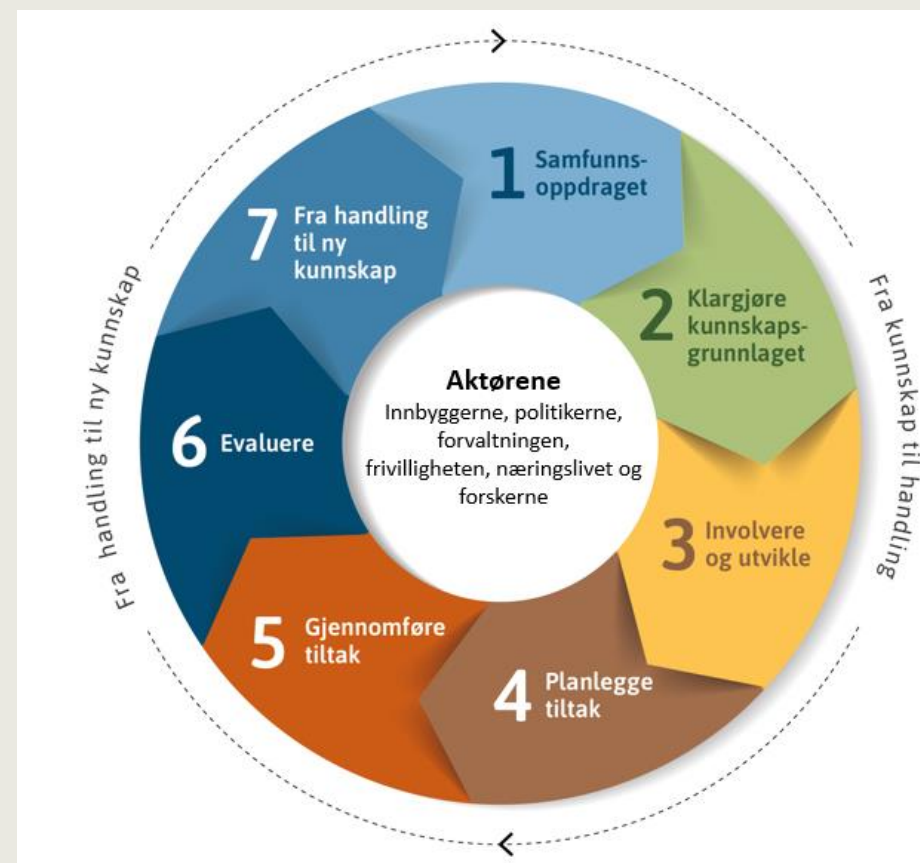 1 Samfunns-
oppdraget
2 Klargjøre
kunnskaps-
grunnlaget
3 Involvere
og utvikle
4 Planlegge
tiltak
5 Gjennomføre
tiltak
6 Evaluere
7 Fra handling
til ny
kunnskap
Aktørene
Innbyggerne, politikerne,
forvaltningen,
frivilligheten, næringslivet og
forskerne
Fra kunnskap til handling
Fra handling til ny kunnskap